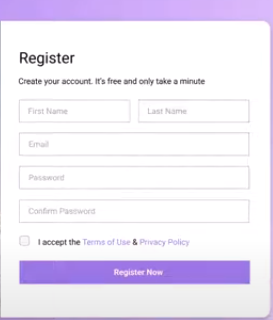 Register
Create your account. It's free and only take a minute
First Name Last Name
Email
Password
Confirm Password
I accept the Terms of Use & Privacy Policy
Register Now